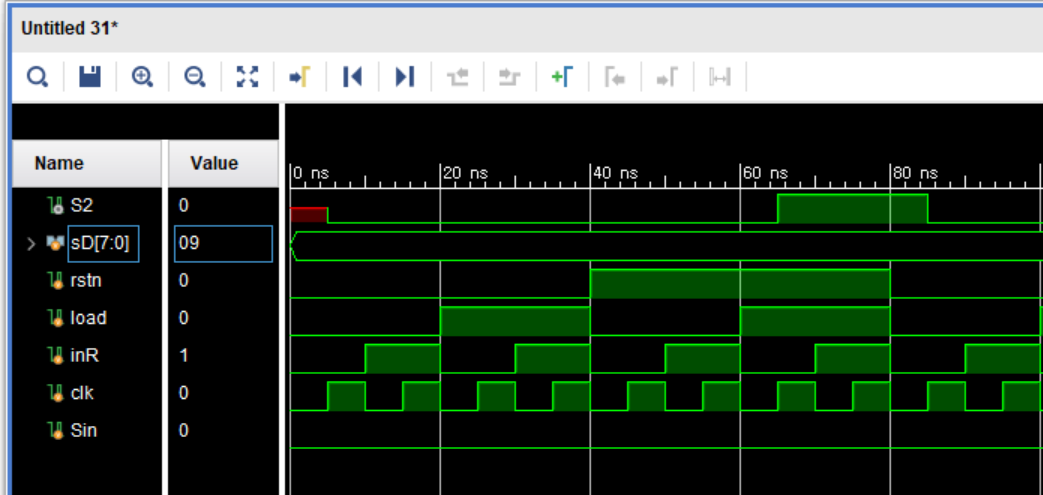 Untitled 31*
Name Value
0 ns 20 ns 40 ns 60 ns 80 ns
S2 0
sD[7:0] 09
rstn 0
load 0
inR 1
clk 0
Sin 0